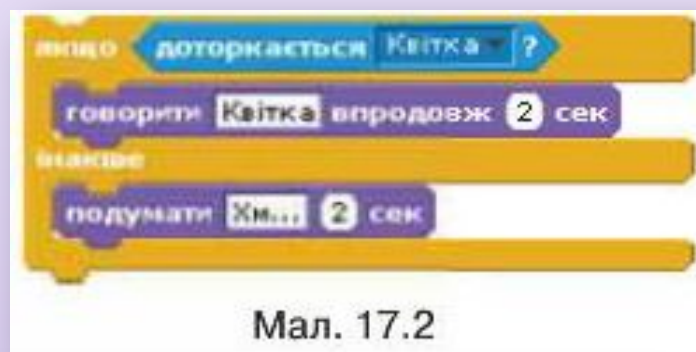 якщо доторкається Квітка ?
говорити Квітка впродовж 2 сек
інакше
подумати Хм... 2 сек
Мал. 17.2